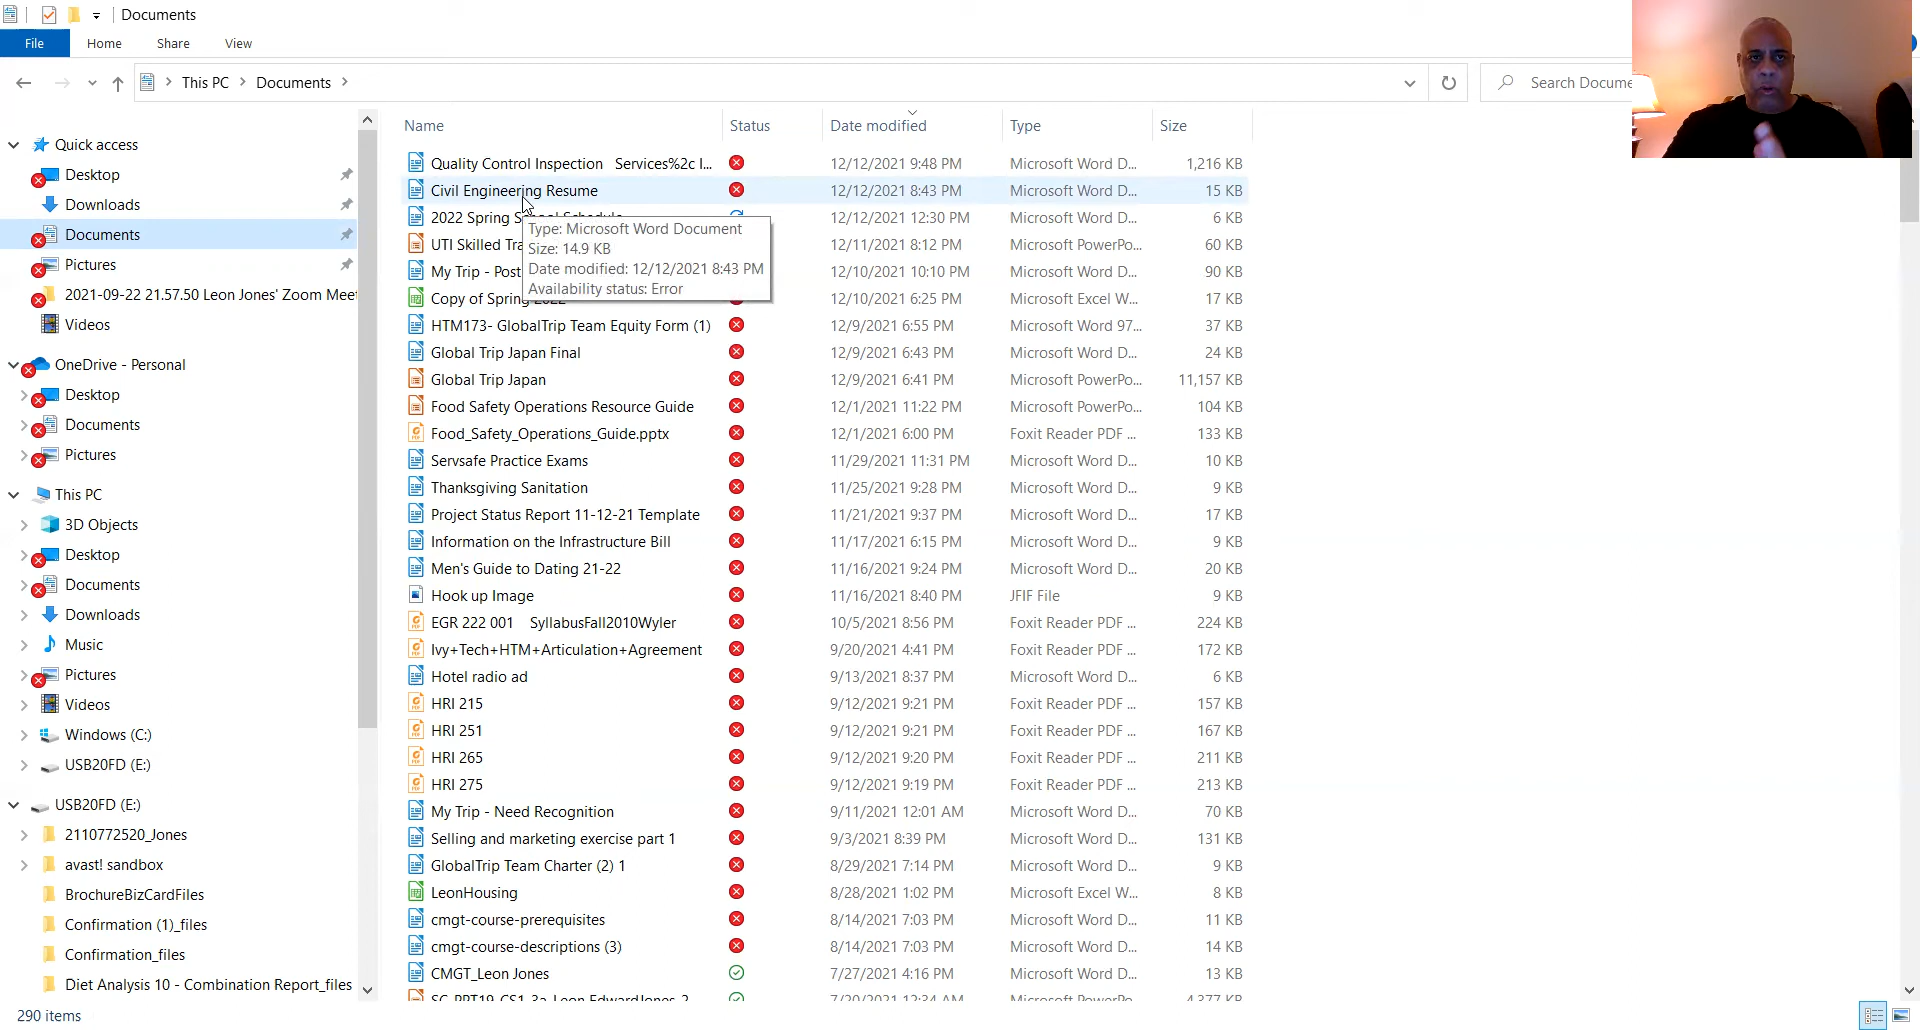 Documents
File Home Share View
This PC Documents
Search Docume
Name Status Date modified Type Size
Quick access
Desktop
Downloads
Documents
Pictures
2021-09-22 21.57.50 Leon Jones' Zoom Mee
Videos
OneDrive - Personal
Desktop
Documents
Pictures
This PC
3D Objects
Desktop
Documents
Downloads
Music
Pictures
Videos
Windows (C:)
USB20FD (E:)
USB20FD (E:)
2110772520_Jones
avast! sandbox
BrochureBizCardFiles
Confirmation (1)_files
Confirmation_files
Diet Analysis 10 - Combination Report_files
Quality Control Inspection Services%2c I... 12/12/2021 9:48 PM Microsoft Word D... 1,216 KB
Civil Engineering Resume 12/12/2021 8:43 PM Microsoft Word D... 15 KB
2022 Spring School Schedule 12/12/2021 12:30 PM Microsoft Word D... 6 KB
UTI Skilled Tra 12/11/2021 8:12 PM Microsoft PowerPo... 60 KB
My Trip - Post 12/10/2021 10:10 PM Microsoft Word D... 90 KB
Copy of Spring 2022 12/10/2021 6:25 PM Microsoft Excel W... 17 KB
Type: Microsoft Word Document
Size: 14.9 KB
Date modified: 12/12/2021 8:43 PM
Availability status: Error
HTM173- GlobalTrip Team Equity Form (1) 12/9/2021 6:55 PM Microsoft Word 97... 37 KB
Global Trip Japan Final 12/9/2021 6:43 PM Microsoft Word D... 24 KB
Global Trip Japan 12/9/2021 6:41 PM Microsoft PowerPo... 11,157 KB
Food Safety Operations Resource Guide 12/1/2021 11:22 PM Microsoft PowerPo... 104 KB
Food_Safety_Operations_Guide.pptx 12/1/2021 6:00 PM Foxit Reader PDF ... 133 KB
Servsafe Practice Exams 11/29/2021 11:31 PM Microsoft Word D... 10 KB
Thanksgiving Sanitation 11/25/2021 9:28 PM Microsoft Word D... 9 KB
Project Status Report 11-12-21 Template 11/21/2021 9:37 PM Microsoft Word D... 17 KB
Information on the Infrastructure Bill 11/17/2021 6:15 PM Microsoft Word D... 9 KB
Men's Guide to Dating 21-22 11/16/2021 9:24 PM Microsoft Word D... 20 KB
Hook up Image 11/16/2021 8:40 PM JFIF File 9 KB
EGR 222 001 SyllabusFall2010Wyler 10/5/2021 8:56 PM Foxit Reader PDF ... 224 KB
Ivy+Tech+HTM+Articulation+Agreement 9/20/2021 4:41 PM Foxit Reader PDF ... 172 KB
Hotel radio ad 9/13/2021 8:37 PM Microsoft Word D... 6 KB
HRI 215 9/12/2021 9:21 PM Foxit Reader PDF ... 157 KB
HRI 251 9/12/2021 9:21 PM Foxit Reader PDF ... 167 KB
HRI 265 9/12/2021 9:20 PM Foxit Reader PDF ... 211 KB
HRI 275 9/12/2021 9:19 PM Foxit Reader PDF ... 213 KB
My Trip - Need Recognition 9/11/2021 12:01 AM Microsoft Word D... 70 KB
Selling and marketing exercise part 1 9/3/2021 8:39 PM Microsoft Word D... 131 KB
GlobalTrip Team Charter (2) 1 8/29/2021 7:14 PM Microsoft Word D... 9 KB
LeonHousing 8/28/2021 1:02 PM Microsoft Excel W... 8 KB
cmgt-course-prerequisites 8/14/2021 7:03 PM Microsoft Word D... 11 KB
cmgt-course-descriptions (3) 8/14/2021 7:03 PM Microsoft Word D... 14 KB
CMGT_Leon Jones 7/27/2021 4:16 PM Microsoft Word D... 13 KB
7/20/2021 12:34 AM Microsoft PowerPo... 4,377 KB
290 items